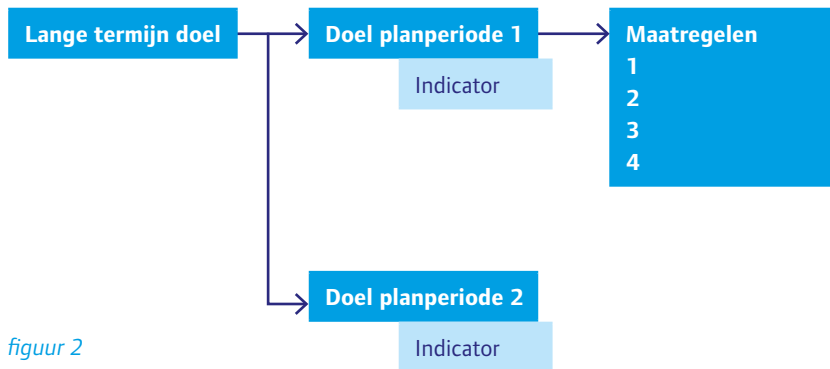 Lange termijn doel
Doel planperiode 1
Indicator
Maatregelen
1
2
3
4
Doel planperiode 2
Indicator
figuur 2